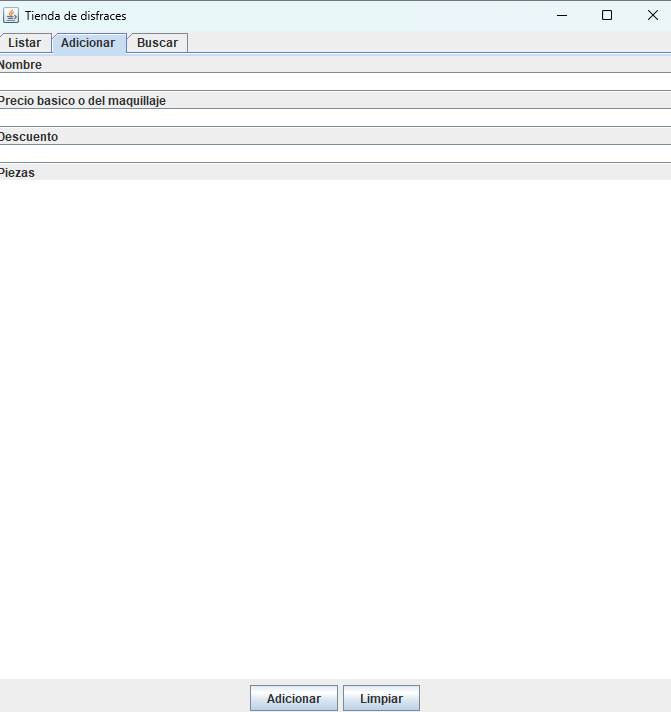 Tienda de disfraces
Listar Adicionar Buscar
Nombre
Precio basico o del maquillaje
Descuento
Piezas
Adicionar Limpiar